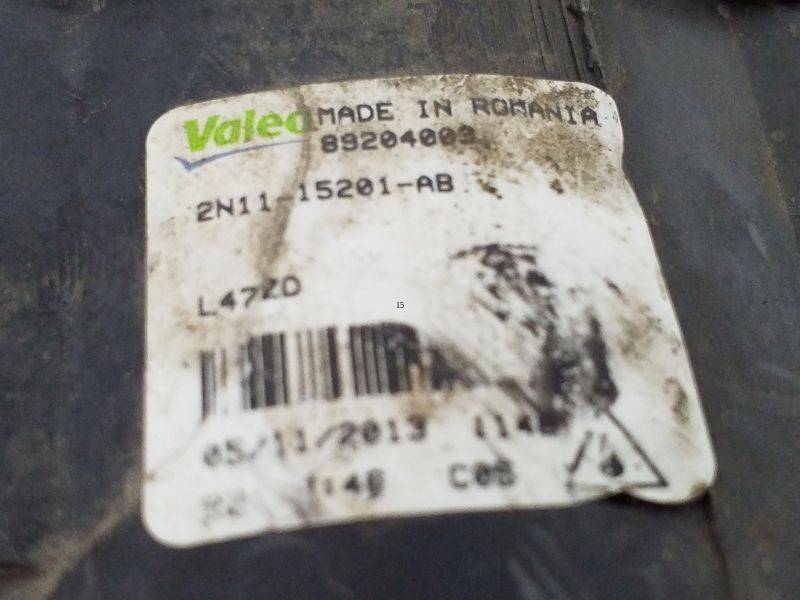 Valeo MADE IN ROMANIA
89204003
2N11-15201-AB
L47ZD
15
05/11/2013
C08